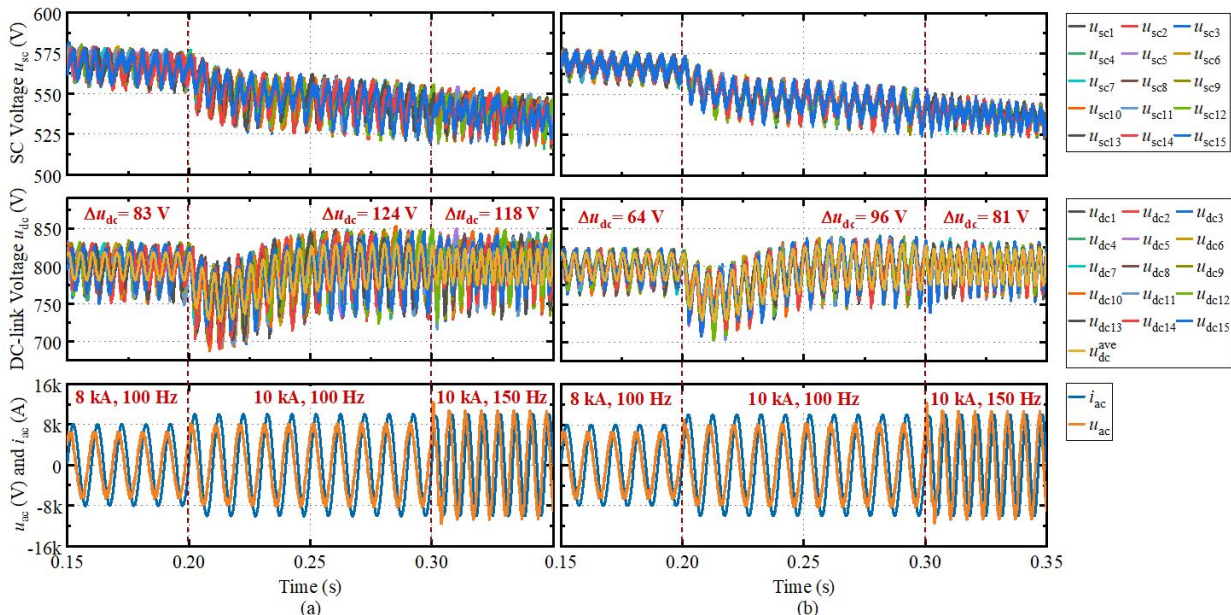 SC Voltage u_sc (V)
600
575
550
525
500
u_sc1 u_sc2 u_sc3
u_sc4 u_sc5 u_sc6
u_sc7 u_sc8 u_sc9
u_sc10 u_sc11 u_sc12
u_sc13 u_sc14 u_sc15
DC-link Voltage u_dc (V)
850
800
750
700
Δu_dc= 83 V Δu_dc= 124 V Δu_dc= 118 V
Δu_dc= 64 V Δu_dc= 96 V Δu_dc= 81 V
u_dc1 u_dc2 u_dc3
u_dc4 u_dc5 u_dc6
u_dc7 u_dc8 u_dc9
u_dc10 u_dc11 u_dc12
u_dc13 u_dc14 u_dc15
u_dc^ave
u_ac (V) and i_ac (A)
16k
8k
0
-8k
-16k
8 kA, 100 Hz 10 kA, 100 Hz 10 kA, 150 Hz
8 kA, 100 Hz 10 kA, 100 Hz 10 kA, 150 Hz
i_ac
u_ac
0.15 0.20 0.25 0.30 0.15 0.20 0.25 0.30 0.35
Time (s) Time (s)
(a) (b)